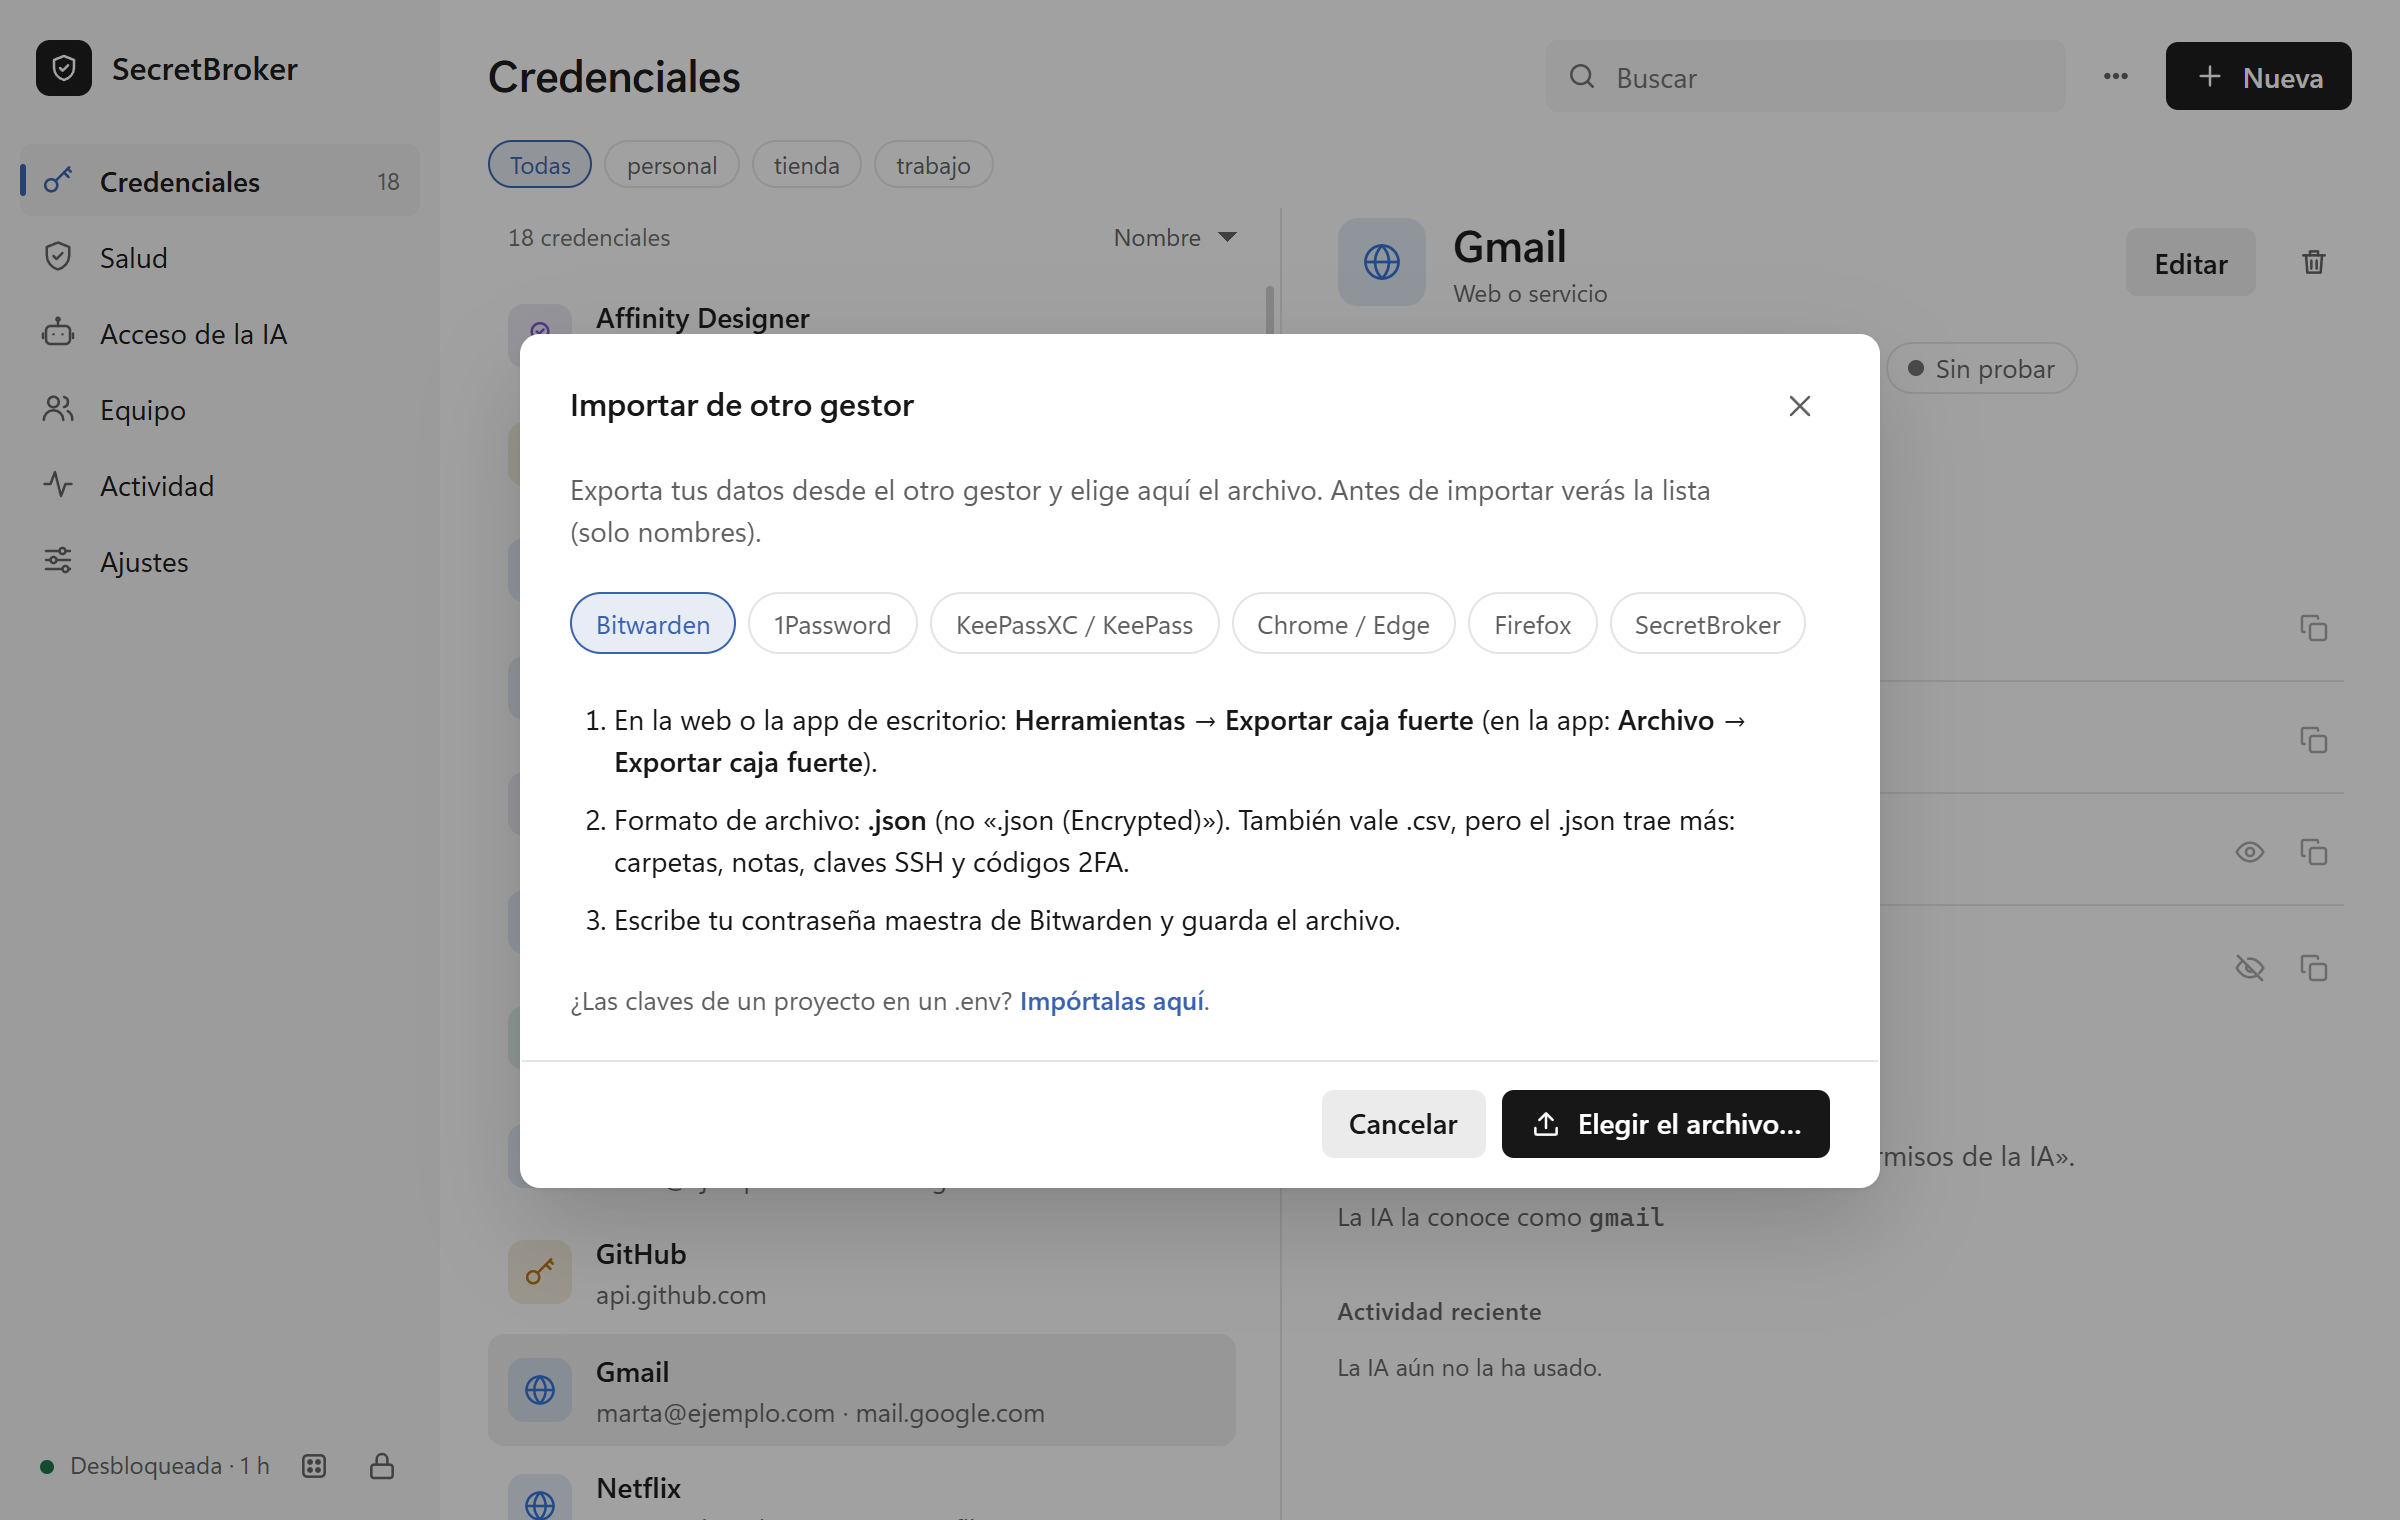 SecretBroker
Credenciales 18
Salud
Acceso de la IA
Equipo
Actividad
Ajustes
Desbloqueada · 1 h
Credenciales
Buscar
Nueva
Todas personal tienda trabajo
18 credenciales Nombre
Affinity Designer
GitHub
api.github.com
Gmail
marta@ejemplo.com · mail.google.com
Netflix
Gmail
Web o servicio
Editar
Sin probar
Importar de otro gestor
Exporta tus datos desde el otro gestor y elige aquí el archivo. Antes de importar verás la lista
(solo nombres).
Bitwarden 1Password KeePassXC / KeePass Chrome / Edge Firefox SecretBroker
1. En la web o la app de escritorio: Herramientas → Exportar caja fuerte (en la app: Archivo →
Exportar caja fuerte).
2. Formato de archivo: .json (no «.json (Encrypted)»). También vale .csv, pero el .json trae más:
carpetas, notas, claves SSH y códigos 2FA.
3. Escribe tu contraseña maestra de Bitwarden y guarda el archivo.
¿Las claves de un proyecto en un .env? Impórtalas aquí.
Cancelar Elegir el archivo...
de la IA».
La IA la conoce como gmail
Actividad reciente
La IA aún no la ha usado.